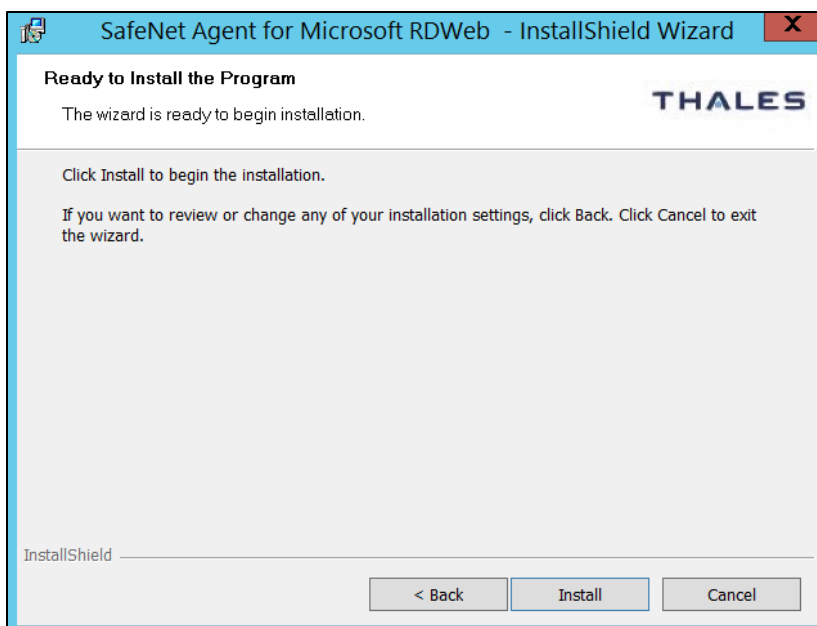 SafeNet Agent for Microsoft RDWeb - InstallShield Wizard
X
Ready to Install the Program
The wizard is ready to begin installation.
THALES
Click Install to begin the installation.
If you want to review or change any of your installation settings, click Back. Click Cancel to exit
the wizard.
InstallShield
< Back
Install
Cancel